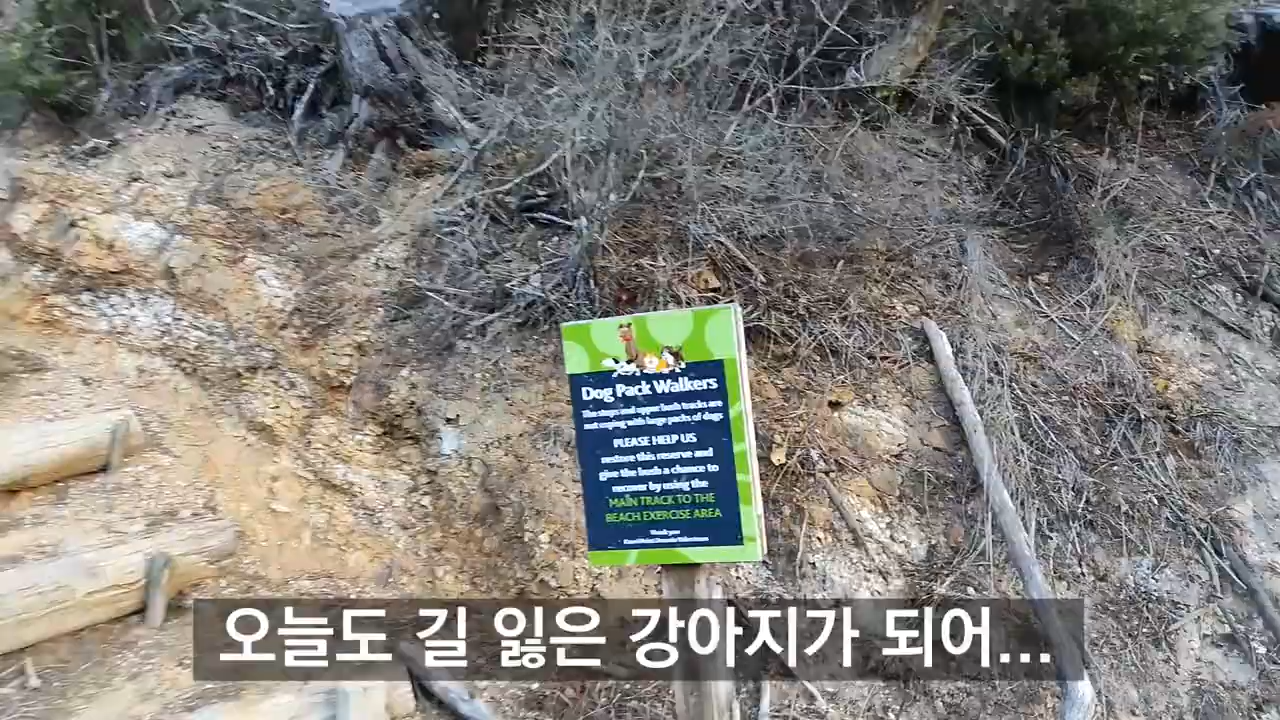 Dog Pack Walkers
The steps and upper bush tracks are
not coping with large packs of dogs
PLEASE HELP US
restore this reserve and
give the bush a chance to
recover by using the
MAIN TRACK TO THE
BEACH EXERCISE AREA
Thank you
오늘도 길 잃은 강아지가 되어...